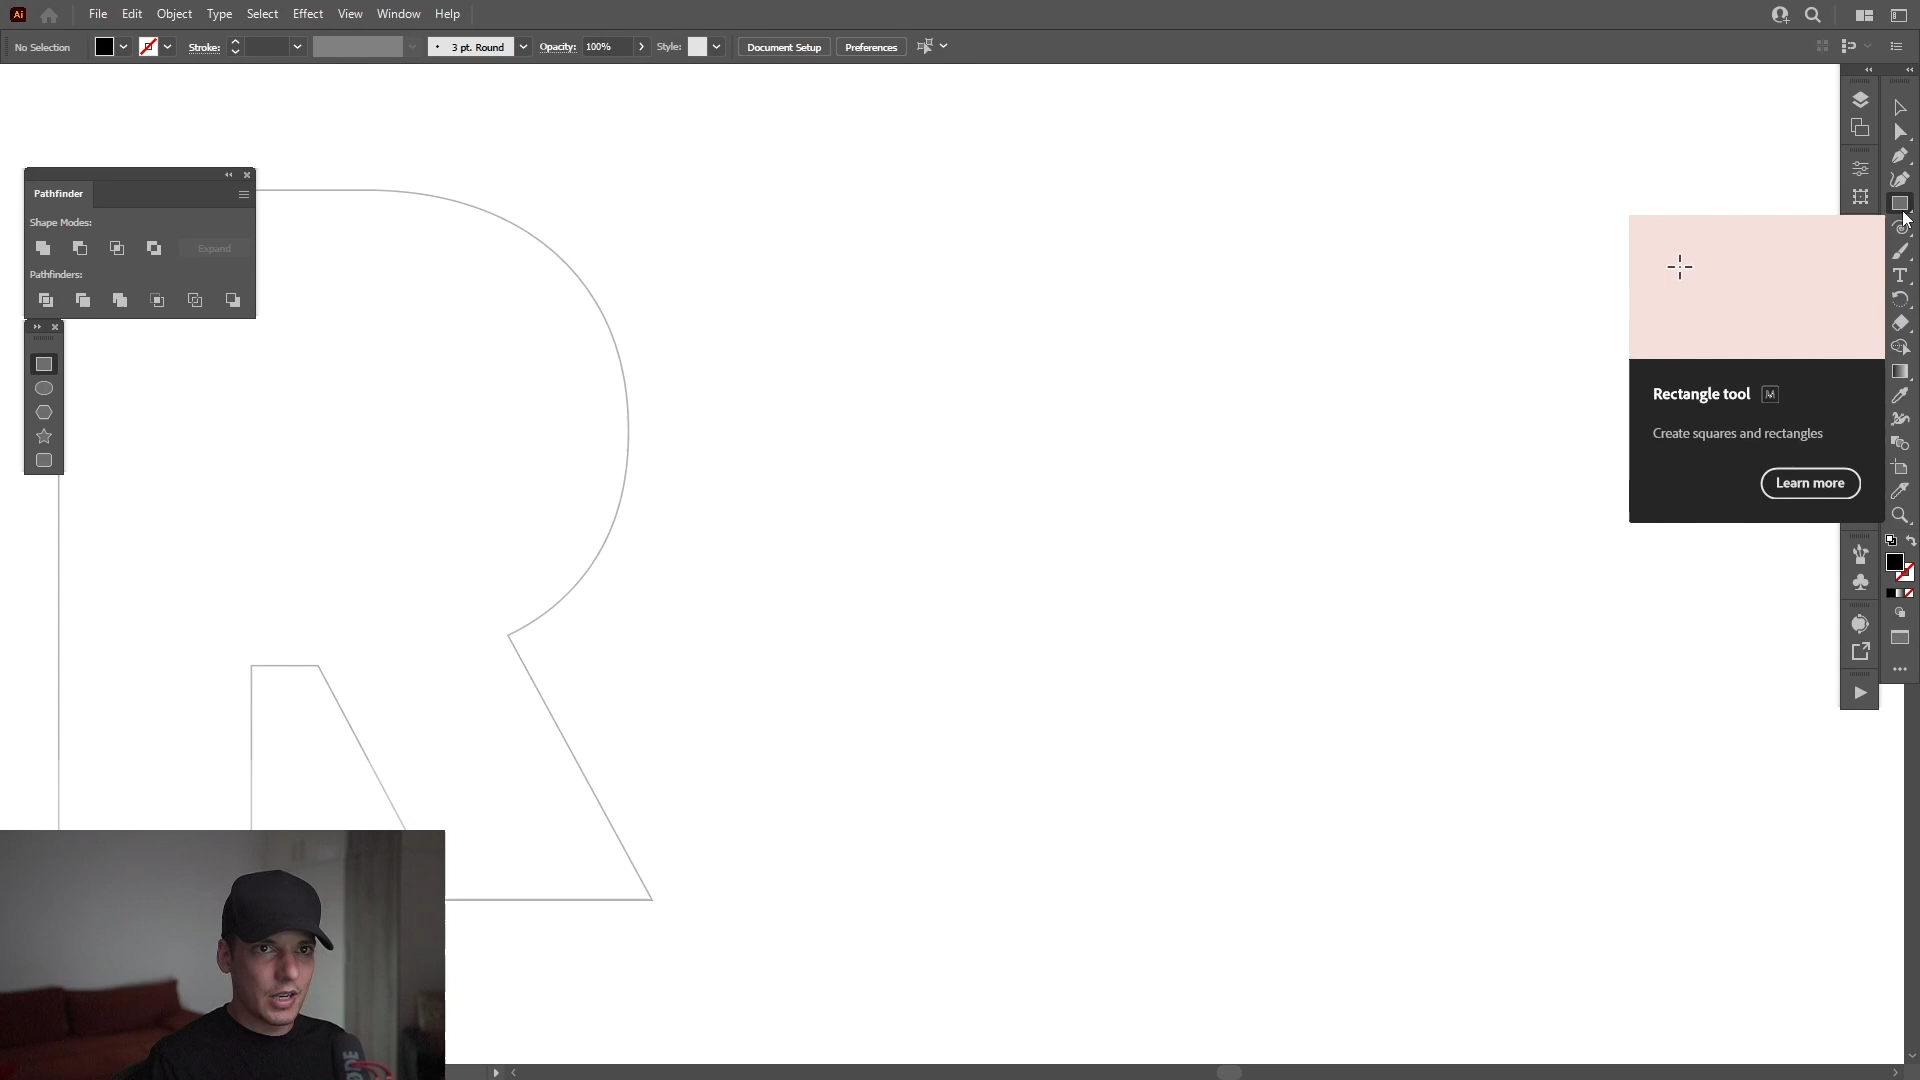 Ai
File Edit Object Type Select Effect View Window Help
No Selection Stroke: 3 pt. Round Opacity: 100% Style: Document Setup Preferences
Pathfinder
Shape Modes:
Expand
Pathfinders:
Rectangle tool M
Create squares and rectangles
Learn more
R